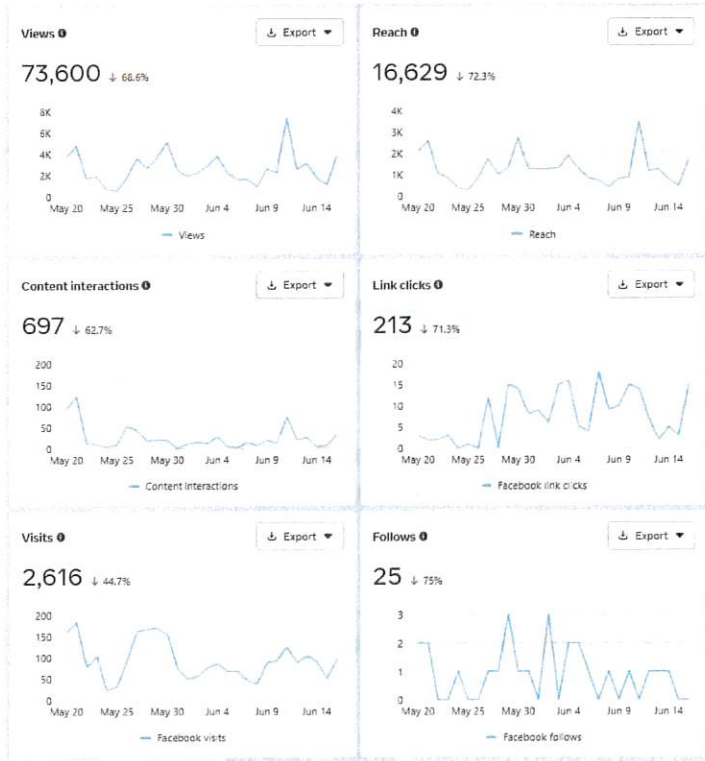 Views
Export
73,600 ↓ 68.6%
8K
6K
4K
2K
0
May 20 May 25 May 30 Jun 4 Jun 9 Jun 14
Views
Reach
Export
16,629 ↓ 72.3%
4K
3K
2K
1K
0
May 20 May 25 May 30 Jun 4 Jun 9 Jun 14
Reach
Content interactions
Export
697 ↓ 62.7%
200
150
100
50
0
May 20 May 25 May 30 Jun 4 Jun 9 Jun 14
Content interactions
Link clicks
Export
213 ↓ 71.3%
20
15
10
5
0
May 20 May 25 May 30 Jun 4 Jun 9 Jun 14
Facebook link clicks
Visits
Export
2,616 ↓ 44.7%
200
150
100
50
0
May 20 May 25 May 30 Jun 4 Jun 9 Jun 14
Facebook visits
Follows
Export
25 ↓ 75%
3
2
1
0
May 20 May 25 May 30 Jun 4 Jun 9 Jun 14
Facebook follows